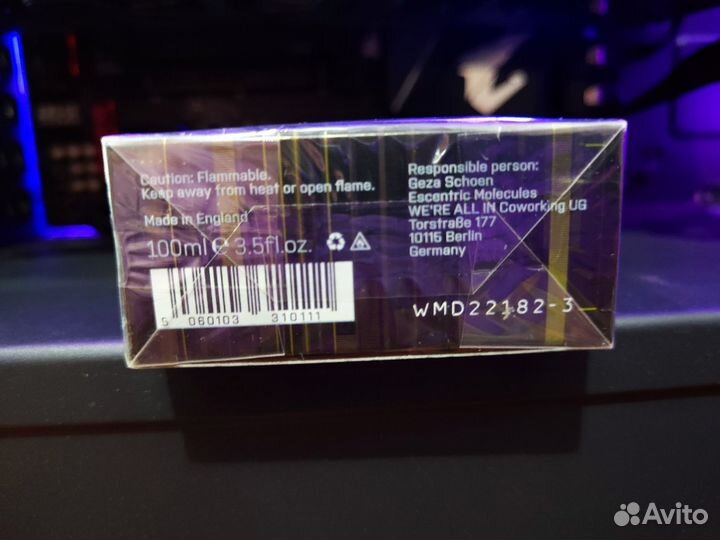 Caution: Flammable.
Keep away from heat or open flame.
Made in England
100ml e 3.5fl.oz.
5 060103 310111
Responsible person:
Geza Schoen
Escentric Molecules
WE'RE ALL IN Coworking UG
Torstraße 177
10115 Berlin
Germany
WMD22182-3
Avito